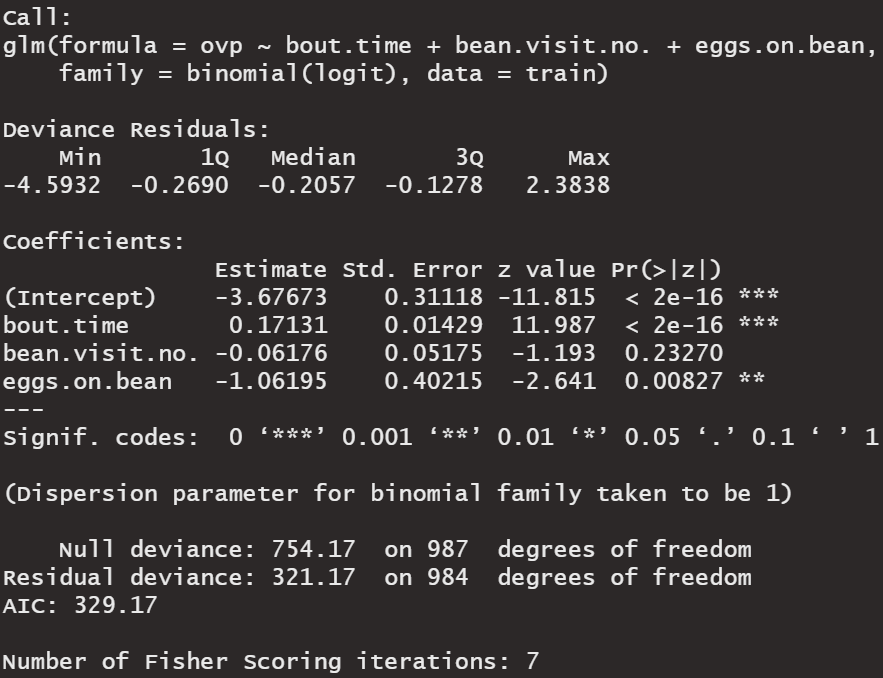 Call:
glm(formula = ovp ~ bout.time + bean.visit.no. + eggs.on.bean,
    family = binomial(logit), data = train)

Deviance Residuals:
    Min       1Q   Median       3Q      Max
-4.5932  -0.2690  -0.2057  -0.1278   2.3838

Coefficients:
               Estimate Std. Error z value Pr(>|z|)
(Intercept)    -3.67673    0.31118 -11.815  < 2e-16 ***
bout.time       0.17131    0.01429  11.987  < 2e-16 ***
bean.visit.no. -0.06176    0.05175  -1.193  0.23270
eggs.on.bean   -1.06195    0.40215  -2.641  0.00827 **
---
Signif. codes:  0 ‘***’ 0.001 ‘**’ 0.01 ‘*’ 0.05 ‘.’ 0.1 ‘ ’ 1

(Dispersion parameter for binomial family taken to be 1)

    Null deviance: 754.17  on 987  degrees of freedom
Residual deviance: 321.17  on 984  degrees of freedom
AIC: 329.17

Number of Fisher Scoring iterations: 7